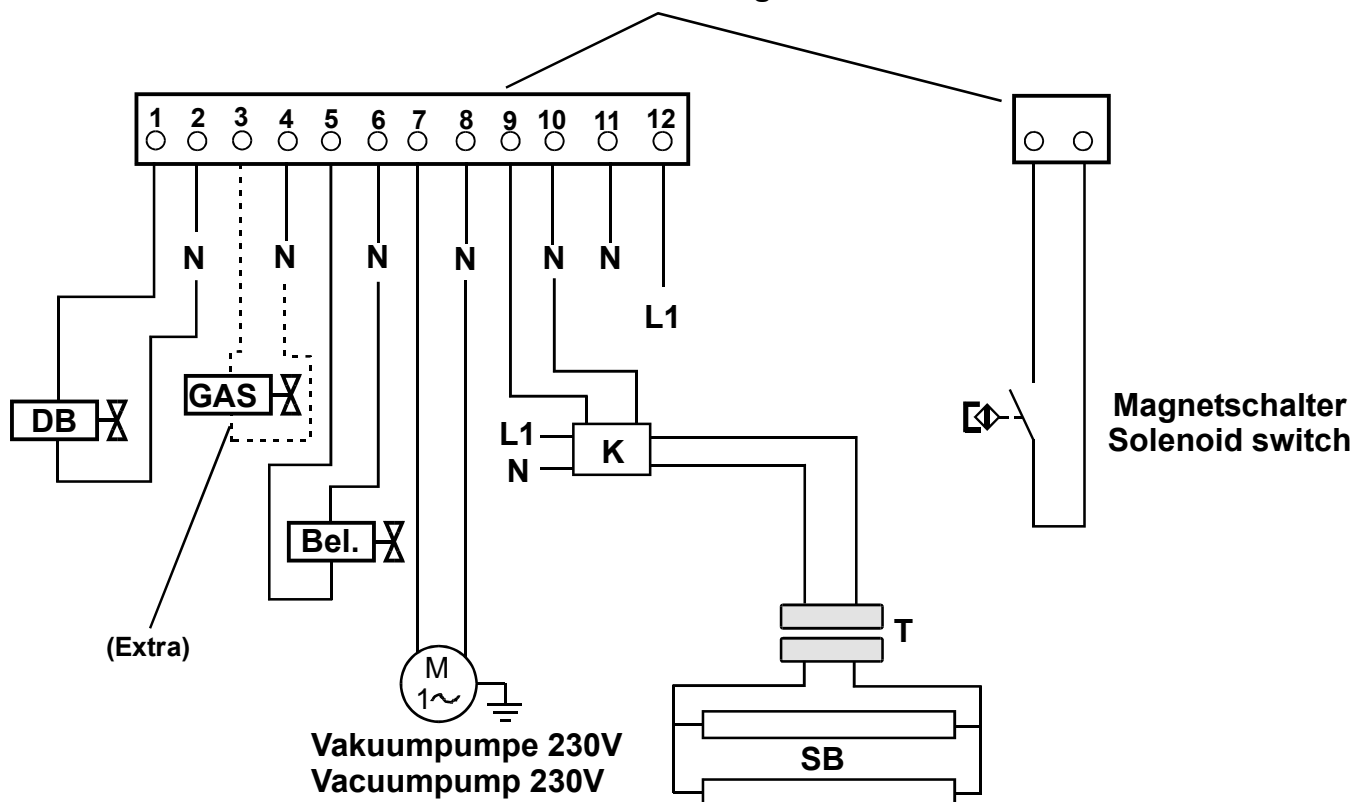 1 2 3 4 5 6 7 8 9 10 11 12
N N N N N N
L1
GAS
DB
Magnetschalter
Solenoid switch
L1
N
K
Bel.
(Extra)
T
M
1~
Vakuumpumpe 230V
Vacuumpump 230V
SB